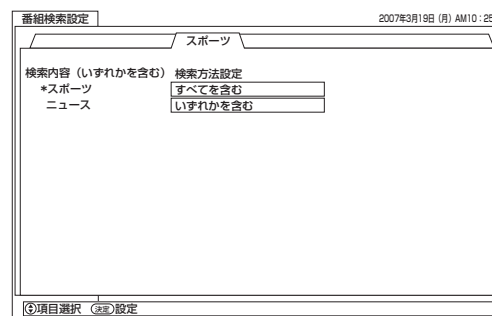 番組検索設定
2007年3月19日 (月) AM10:25
スポーツ
検索内容 (いずれかを含む) 検索方法設定
*スポーツ すべてを含む
ニュース いずれかを含む
項目選択 決定 設定